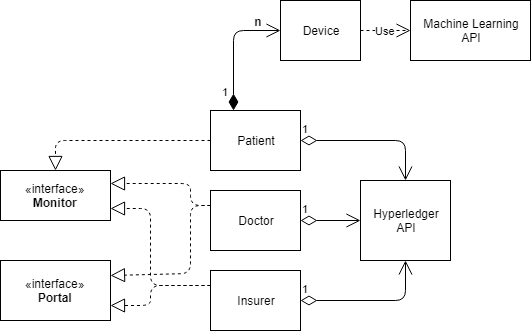 n
Device
Use
Machine Learning
API
1
Patient
1
«interface»
Monitor
1
Doctor
Hyperledger
API
«interface»
Portal
1
Insurer